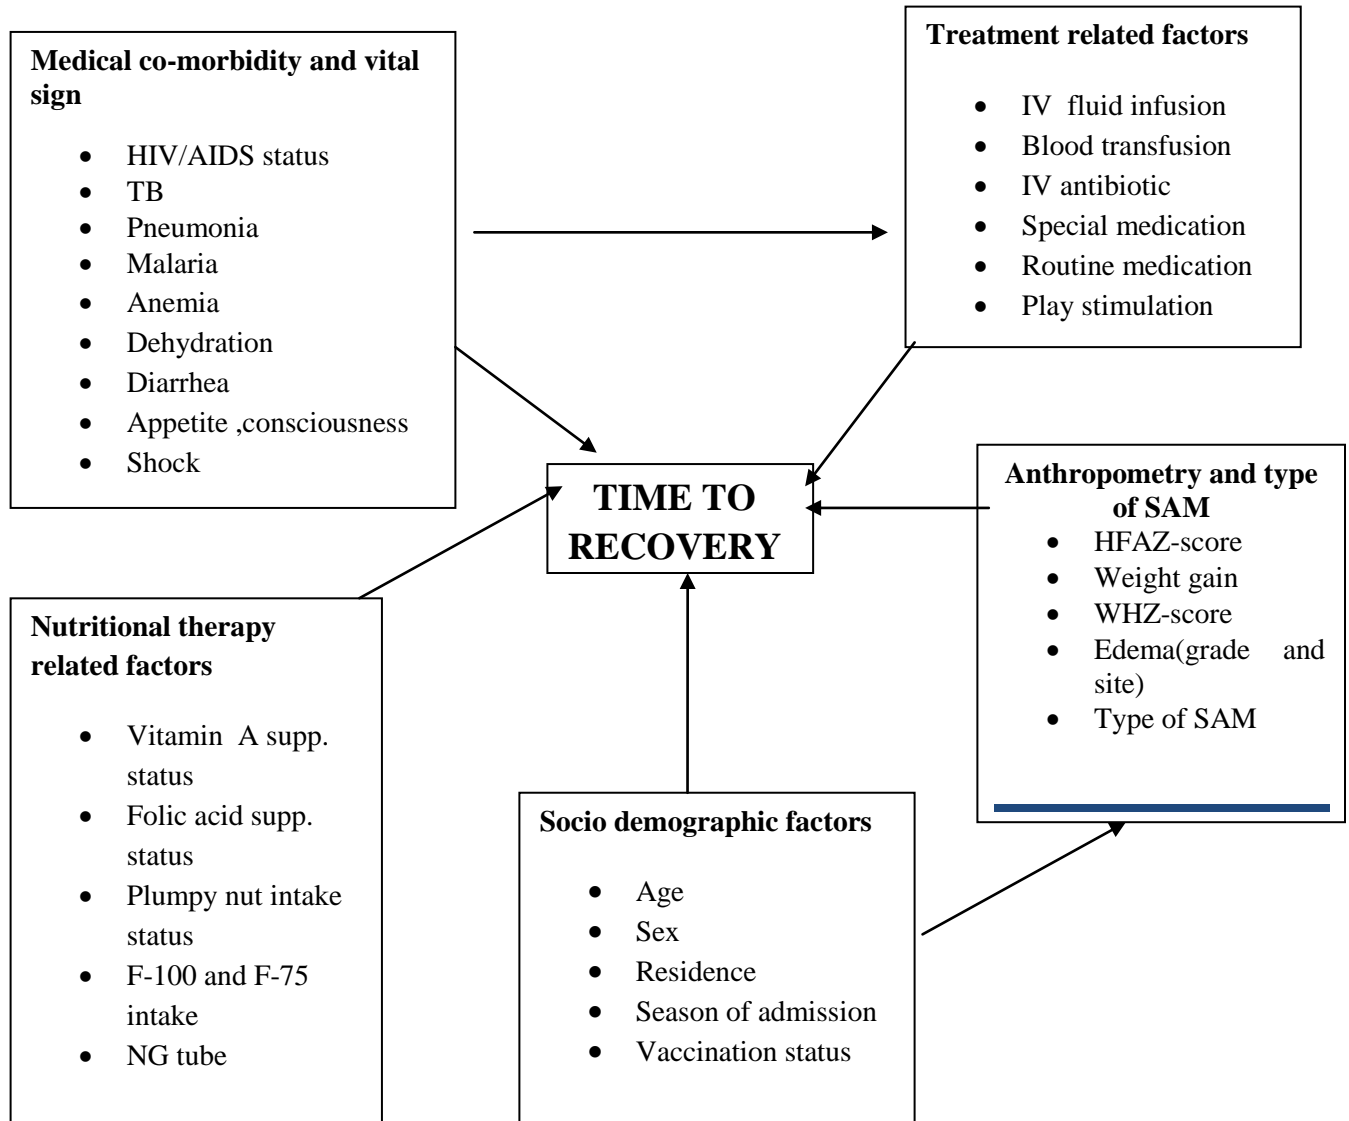 Medical co-morbidity and vital
sign
• HIV/AIDS status
• TB
• Pneumonia
• Malaria
• Anemia
• Dehydration
• Diarrhea
• Appetite ,consciousness
• Shock
Treatment related factors
• IV fluid infusion
• Blood transfusion
• IV antibiotic
• Special medication
• Routine medication
• Play stimulation
TIME TO
RECOVERY
Anthropometry and type
of SAM
• HFAZ-score
• Weight gain
• WHZ-score
• Edema(grade and
site)
• Type of SAM
Nutritional therapy
related factors
• Vitamin A supp.
status
• Folic acid supp.
status
• Plumpy nut intake
status
• F-100 and F-75
intake
• NG tube
Socio demographic factors
• Age
• Sex
• Residence
• Season of admission
• Vaccination status